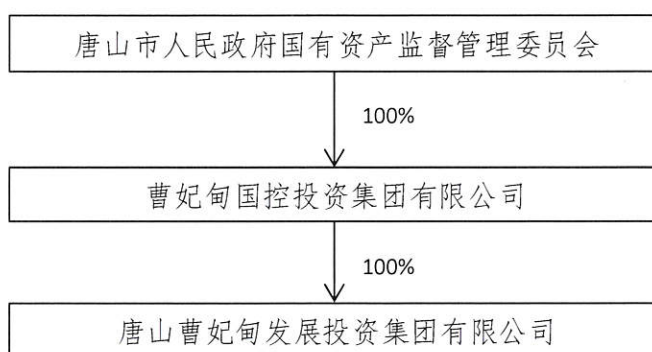 唐山市人民政府国有资产监督管理委员会
100%
曹妃甸国控投资集团有限公司
100%
唐山曹妃甸发展投资集团有限公司